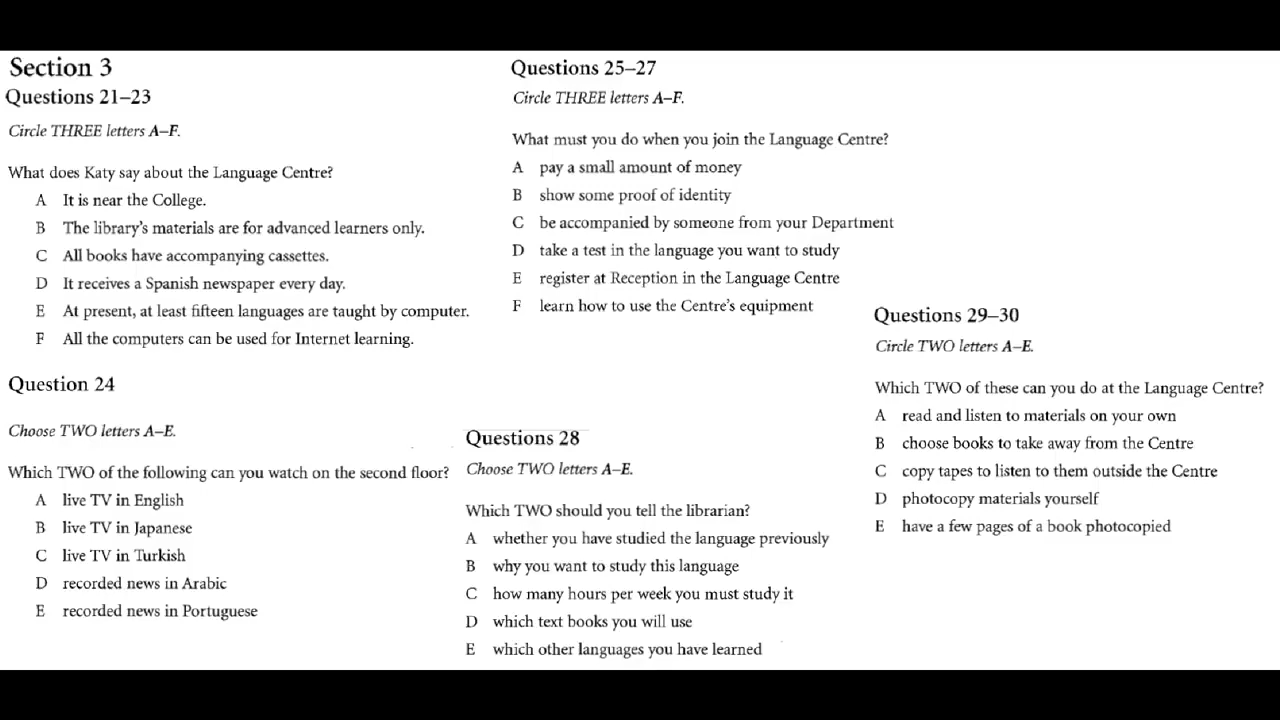 Section 3
Questions 21–23
Circle THREE letters A–F.
What does Katy say about the Language Centre?
A It is near the College.
B The library's materials are for advanced learners only.
C All books have accompanying cassettes.
D It receives a Spanish newspaper every day.
E At present, at least fifteen languages are taught by computer.
F All the computers can be used for Internet learning.
Question 24
Choose TWO letters A–E.
Which TWO of the following can you watch on the second floor?
A live TV in English
B live TV in Japanese
C live TV in Turkish
D recorded news in Arabic
E recorded news in Portuguese
Questions 25–27
Circle THREE letters A–F.
What must you do when you join the Language Centre?
A pay a small amount of money
B show some proof of identity
C be accompanied by someone from your Department
D take a test in the language you want to study
E register at Reception in the Language Centre
F learn how to use the Centre's equipment
Questions 28
Choose TWO letters A–E.
Which TWO should you tell the librarian?
A whether you have studied the language previously
B why you want to study this language
C how many hours per week you must study it
D which text books you will use
E which other languages you have learned
Questions 29–30
Circle TWO letters A–E.
Which TWO of these can you do at the Language Centre?
A read and listen to materials on your own
B choose books to take away from the Centre
C copy tapes to listen to them outside the Centre
D photocopy materials yourself
E have a few pages of a book photocopied